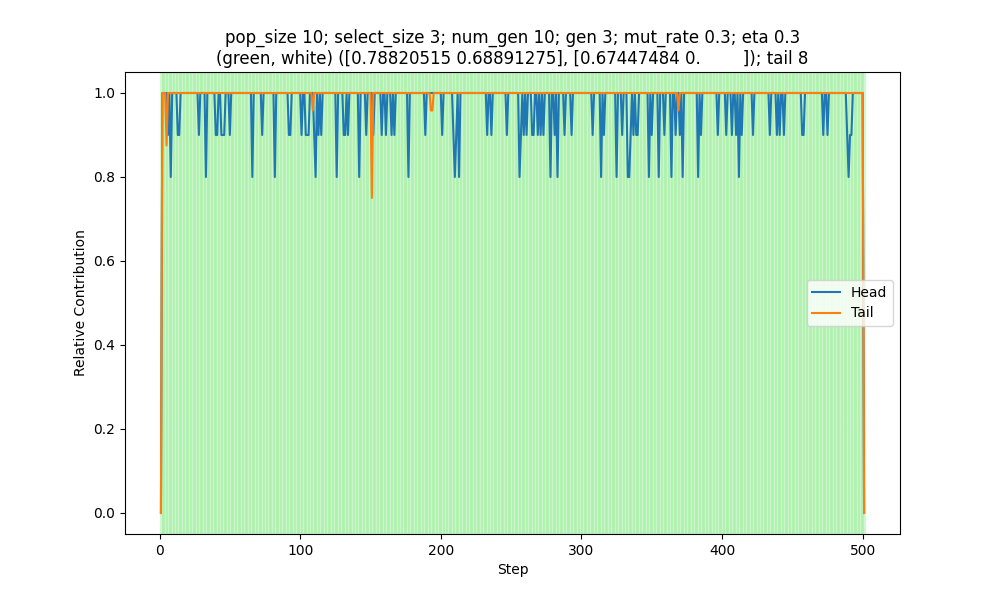 pop_size 10; select_size 3; num_gen 10; gen 3; mut_rate 0.3; eta 0.3
(green, white) ([0.78820515 0.68891275], [0.67447484 0.         ]); tail 8
1.0
0.8
0.6
0.4
0.2
0.0
Relative Contribution
Head
Tail
0
100
200
300
400
500
Step